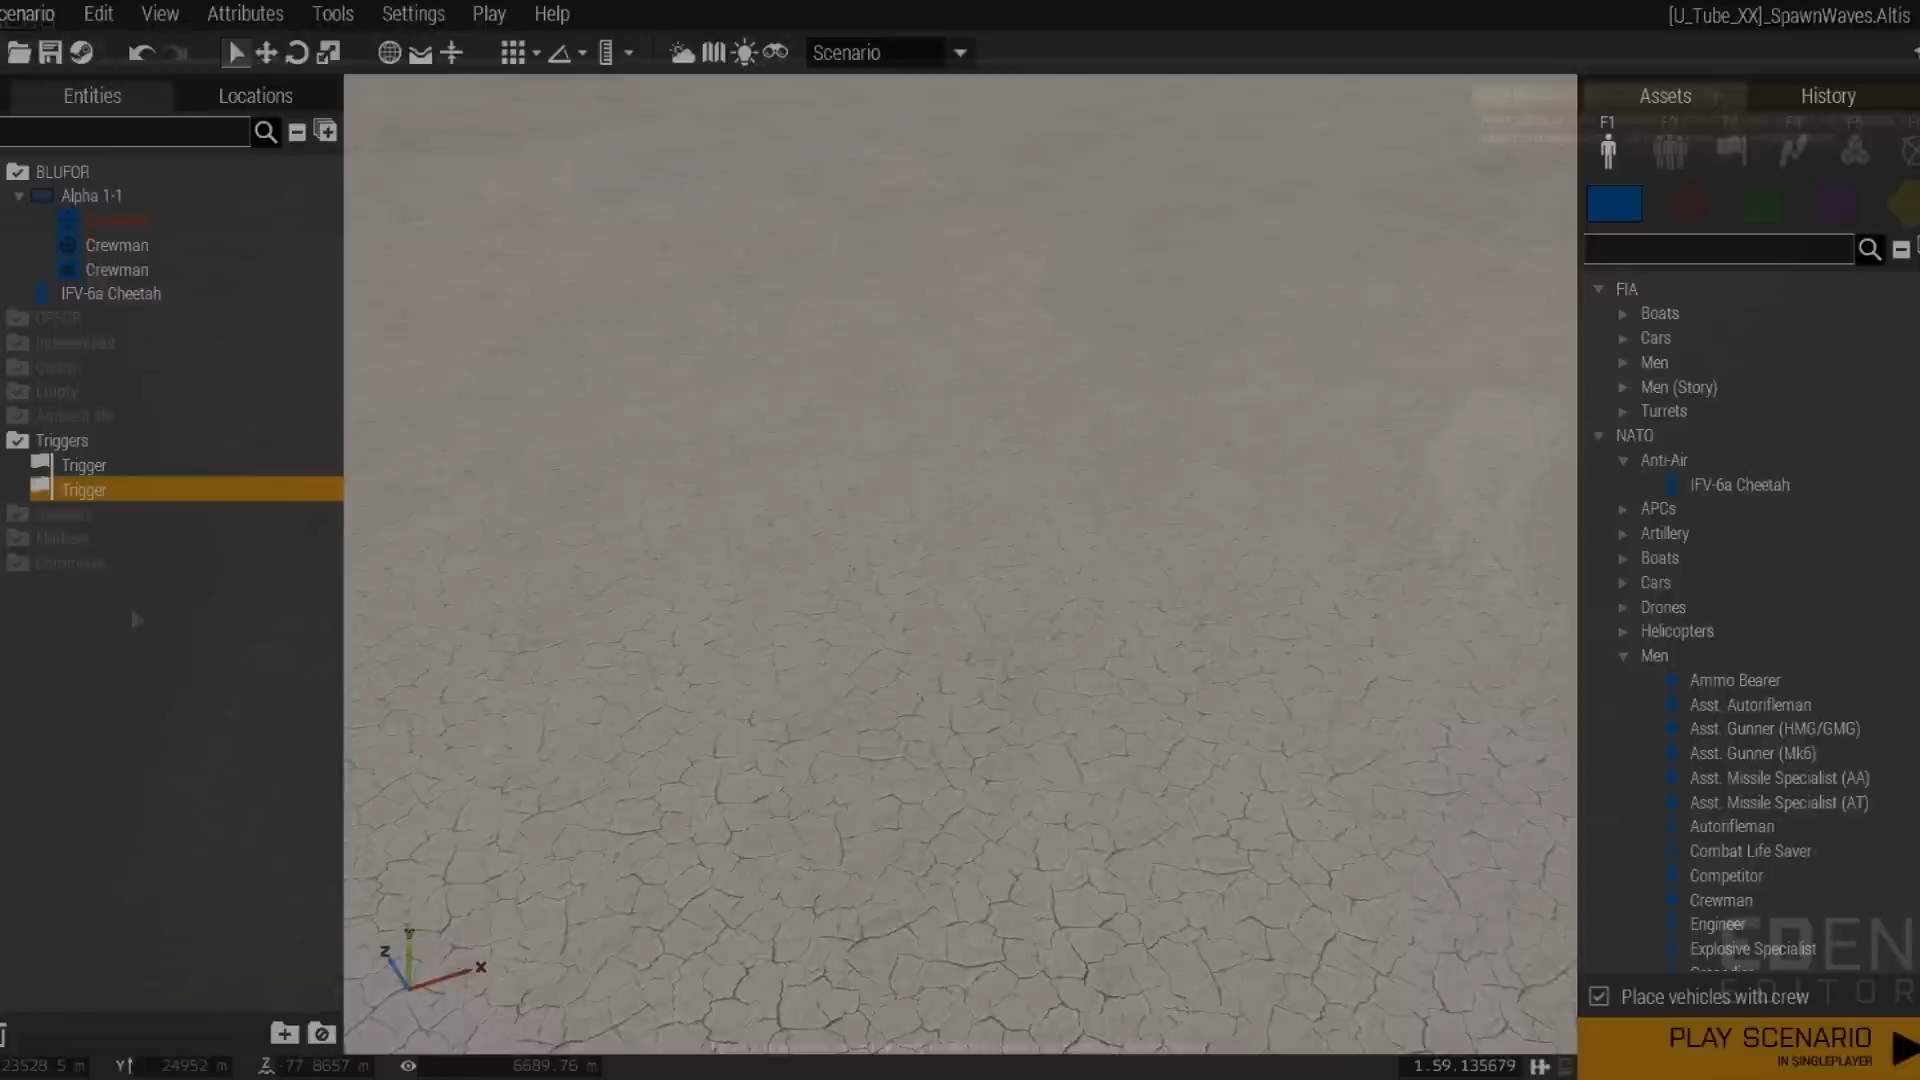 cenario Edit View Attributes Tools Settings Play Help [U_Tube_XX]_SpawnWaves.Altis
Scenario
Entities Locations
BLUFOR
Alpha 1-1
Crewman
Crewman
IFV-6a Cheetah
OPFOR
Independent
Civilian
Empty
Triggers
Trigger
Trigger
Systems
Markers
Comments
Z Y X
23528 5 m Y 24952 m Z -77 8657 m 6689.76 m 1.59.135679
Assets History
F1
FIA
Boats
Cars
Men
Men (Story)
Turrets
NATO
Anti-Air
IFV-6a Cheetah
APCs
Artillery
Boats
Cars
Drones
Helicopters
Men
Ammo Bearer
Asst. Autorifleman
Asst. Gunner (HMG/GMG)
Asst. Gunner (Mk6)
Asst. Missile Specialist (AA)
Asst. Missile Specialist (AT)
Autorifleman
Combat Life Saver
Competitor
Crewman
Engineer
Explosive Specialist
EDEN
EDITOR
Place vehicles with crew
PLAY SCENARIO
IN SINGLEPLAYER